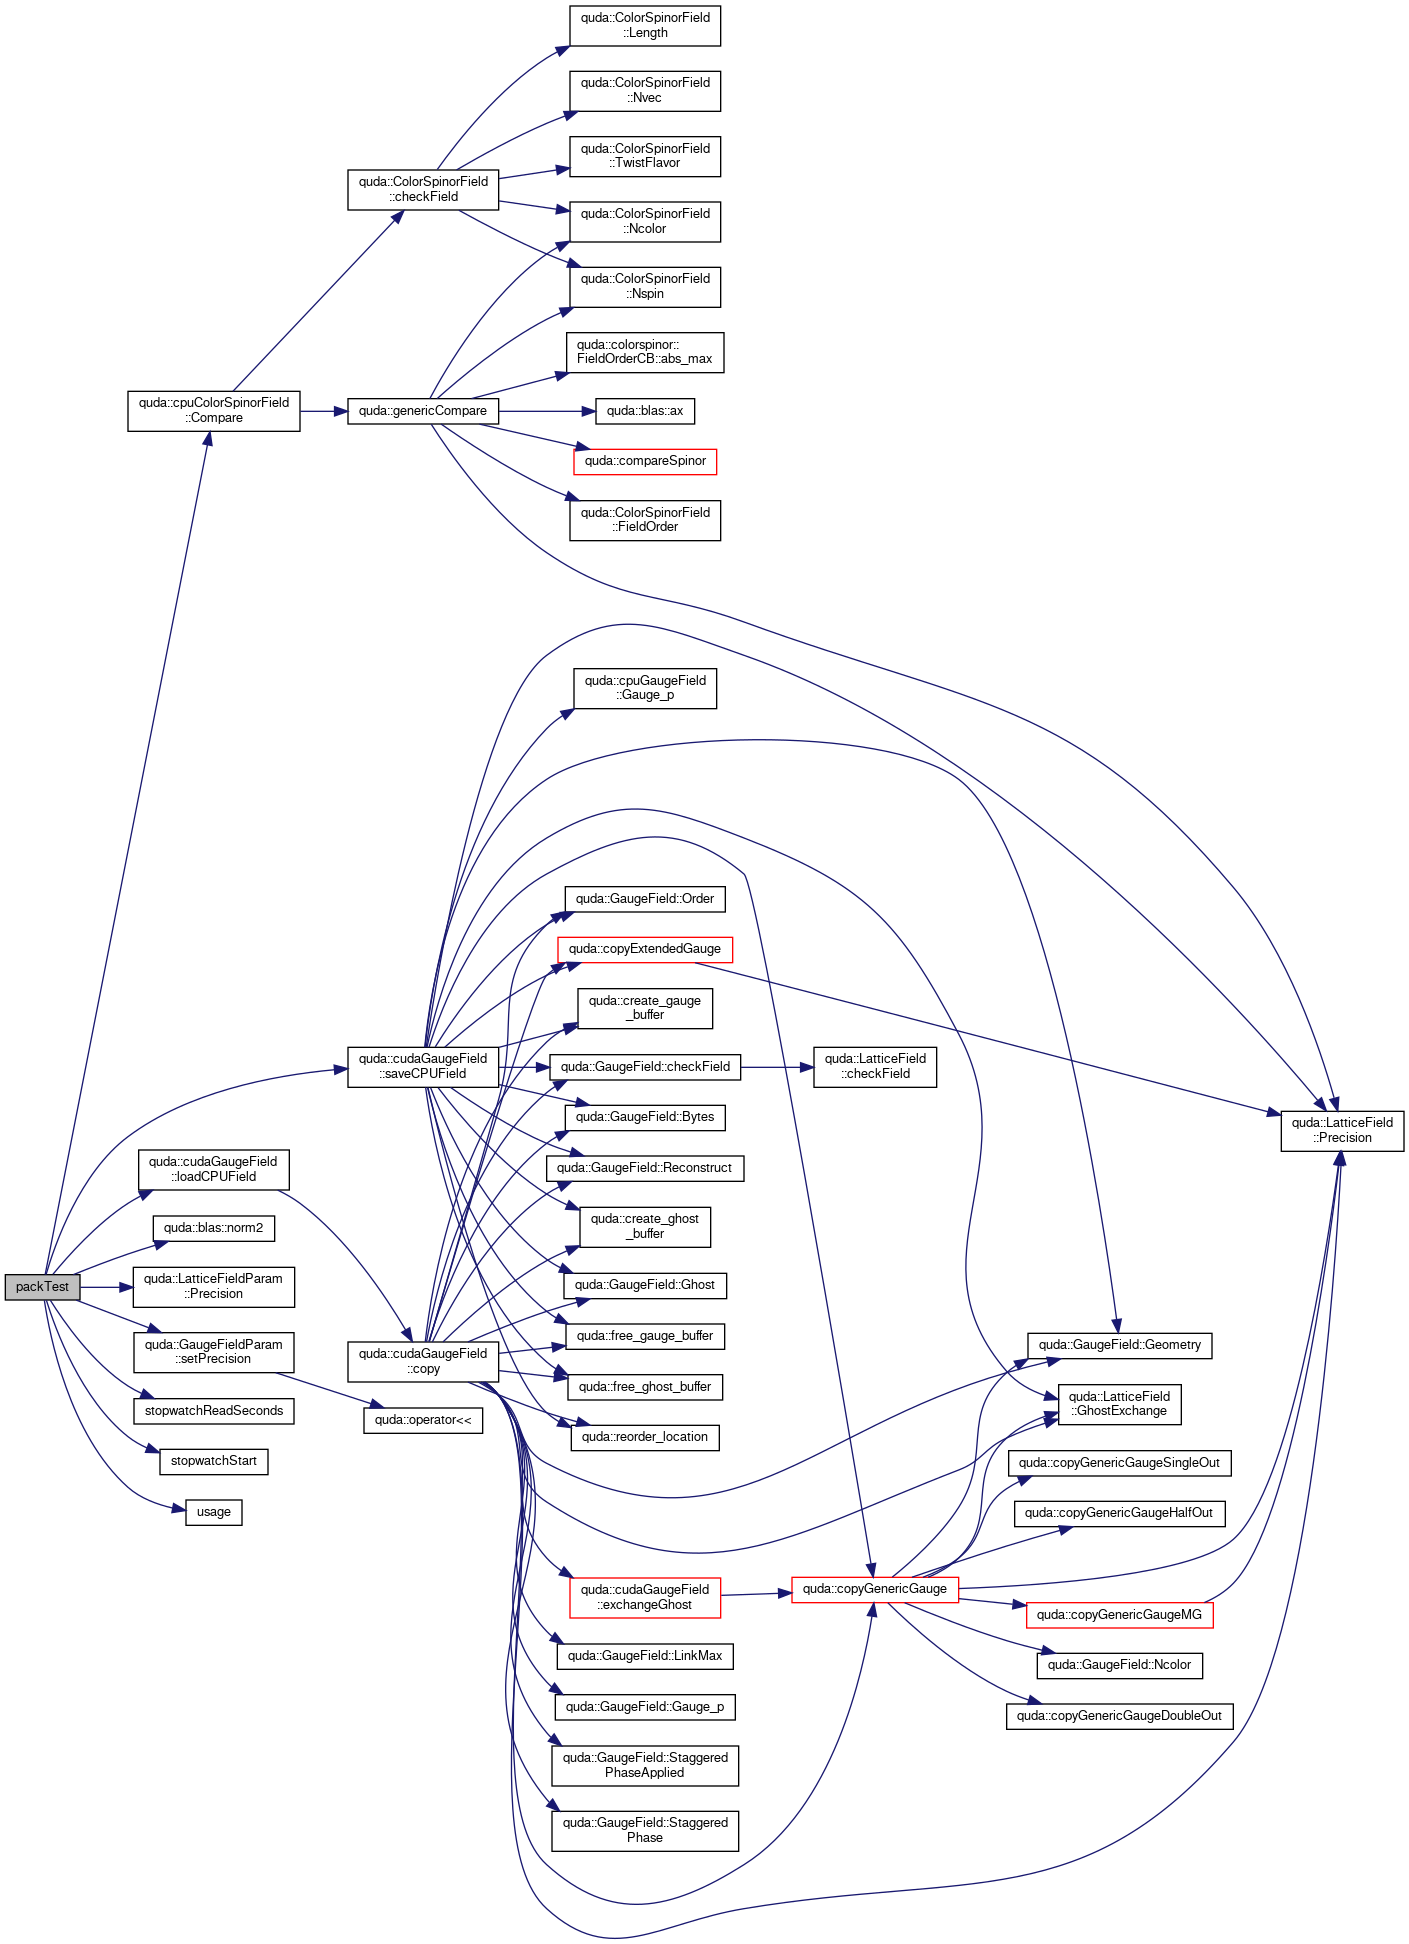 quda::ColorSpinorField
::Length
quda::ColorSpinorField
::Nvec
quda::ColorSpinorField
::TwistFlavor
quda::ColorSpinorField
::checkField
quda::ColorSpinorField
::Ncolor
quda::ColorSpinorField
::Nspin
quda::colorspinor::
FieldOrderCB::abs_max
quda::cpuColorSpinorField
::Compare
quda::genericCompare
quda::blas::ax
quda::compareSpinor
quda::ColorSpinorField
::FieldOrder
quda::cpuGaugeField
::Gauge_p
quda::GaugeField::Order
quda::copyExtendedGauge
quda::create_gauge
_buffer
quda::cudaGaugeField
::saveCPUField
quda::GaugeField::checkField
quda::LatticeField
::checkField
quda::GaugeField::Bytes
quda::LatticeField
::Precision
quda::cudaGaugeField
::loadCPUField
quda::GaugeField::Reconstruct
quda::blas::norm2
quda::create_ghost
_buffer
packTest
quda::LatticeFieldParam
::Precision
quda::GaugeField::Ghost
quda::GaugeFieldParam
::setPrecision
quda::free_gauge_buffer
quda::cudaGaugeField
::copy
quda::GaugeField::Geometry
quda::free_ghost_buffer
stopwatchReadSeconds
quda::operator<<
quda::LatticeField
::GhostExchange
quda::reorder_location
stopwatchStart
quda::copyGenericGaugeSingleOut
usage
quda::copyGenericGaugeHalfOut
quda::cudaGaugeField
::exchangeGhost
quda::copyGenericGauge
quda::copyGenericGaugeMG
quda::GaugeField::LinkMax
quda::GaugeField::Ncolor
quda::GaugeField::Gauge_p
quda::copyGenericGaugeDoubleOut
quda::GaugeField::Staggered
PhaseApplied
quda::GaugeField::Staggered
Phase